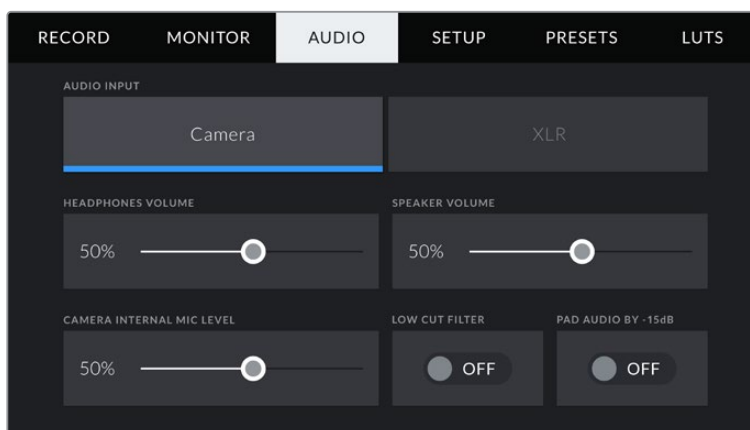 RECORD MONITOR AUDIO SETUP PRESETS LUTS
AUDIO INPUT
Camera XLR
HEADPHONES VOLUME SPEAKER VOLUME
50% 50%
CAMERA INTERNAL MIC LEVEL LOW CUT FILTER PAD AUDIO BY -15dB
50% OFF OFF